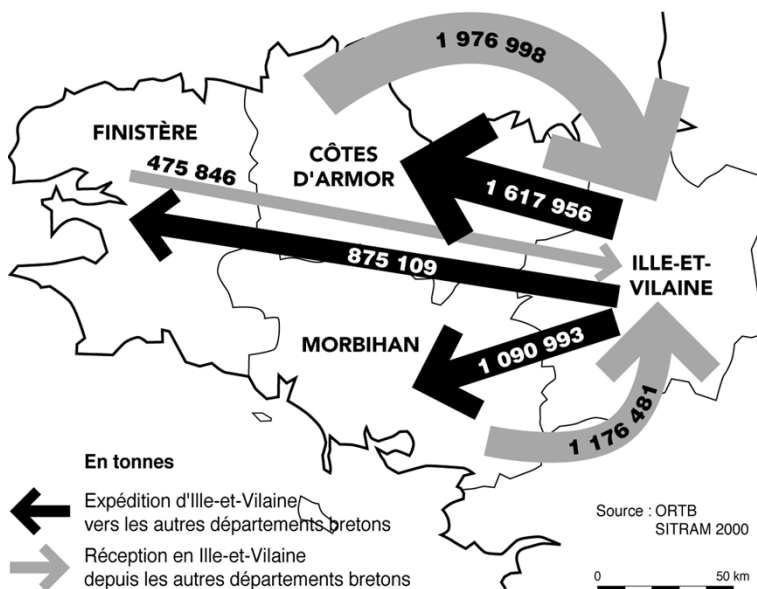 1 976 998
FINISTÈRE
475 846
CÔTES
D'ARMOR
1 617 956
875 109
ILLE-ET-
VILAINE
MORBIHAN
1 090 993
1 176 481
En tonnes
Expédition d'Ille-et-Vilaine
vers les autres départements bretons
Réception en Ille-et-Vilaine
depuis les autres départements bretons
Source : ORTB
SITRAM 2000
0 50 km